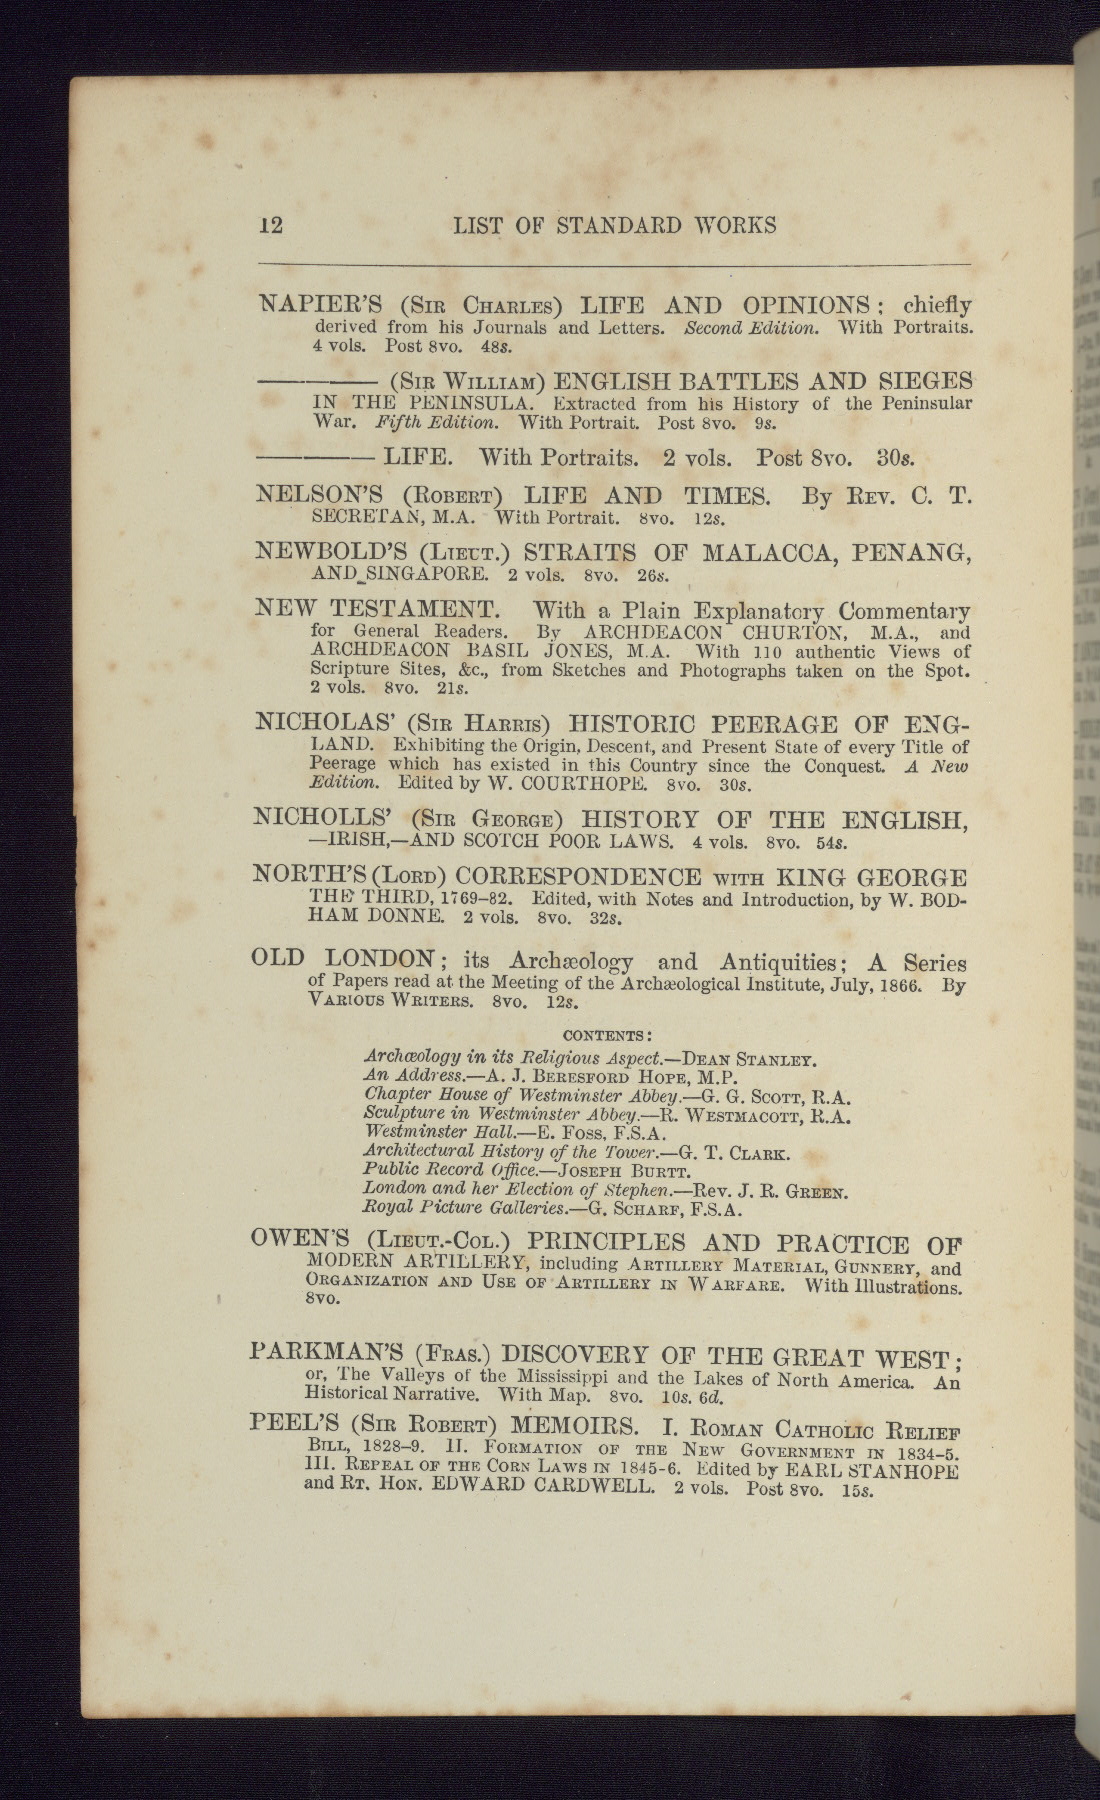 12 LIST OF STANDARD WORKS
NAPIER'S (SIR CHARLES) LIFE AND OPINIONS; chiefly
derived from his Journals and Letters. Second Edition. With Portraits.
4 vols. Post 8vo. 48s.
———— (SIR WILLIAM) ENGLISH BATTLES AND SIEGES
IN THE PENINSULA. Extracted from his History of the Peninsular
War. Fifth Edition. With Portrait. Post 8vo. 9s.
———— LIFE. With Portraits. 2 vols. Post 8vo. 30s.
NELSON'S (ROBERT) LIFE AND TIMES. By REV. C. T.
SECRETAN, M.A. With Portrait. 8vo. 12s.
NEWBOLD'S (LIEUT.) STRAITS OF MALACCA, PENANG,
AND SINGAPORE. 2 vols. 8vo. 26s.
NEW TESTAMENT. With a Plain Explanatory Commentary
for General Readers. By ARCHDEACON CHURTON, M.A., and
ARCHDEACON BASIL JONES, M.A. With 110 authentic Views of
Scripture Sites, &c., from Sketches and Photographs taken on the Spot.
2 vols. 8vo. 21s.
NICHOLAS' (SIR HARRIS) HISTORIC PEERAGE OF ENG-
LAND. Exhibiting the Origin, Descent, and Present State of every Title of
Peerage which has existed in this Country since the Conquest. A New
Edition. Edited by W. COURTHOPE. 8vo. 30s.
NICHOLLS' (SIR GEORGE) HISTORY OF THE ENGLISH,
—IRISH,—AND SCOTCH POOR LAWS. 4 vols. 8vo. 54s.
NORTH'S (LORD) CORRESPONDENCE WITH KING GEORGE
THE THIRD, 1769–82. Edited, with Notes and Introduction, by W. BOD-
HAM DONNE. 2 vols. 8vo. 32s.
OLD LONDON; its Archæology and Antiquities; A Series
of Papers read at the Meeting of the Archæological Institute, July, 1866. By
VARIOUS WRITERS. 8vo. 12s.
CONTENTS:
Archæology in its Religious Aspect.—DEAN STANLEY.
An Address.—A. J. BERESFORD HOPE, M.P.
Chapter House of Westminster Abbey.—G. G. SCOTT, R.A.
Sculpture in Westminster Abbey.—R. WESTMACOTT, R.A.
Westminster Hall.—E. FOSS, F.S.A.
Architectural History of the Tower.—G. T. CLARK.
Public Record Office.—JOSEPH BURTT.
London and her Election of Stephen.—Rev. J. R. GREEN.
Royal Picture Galleries.—G. SCHARF, F.S.A.
OWEN'S (LIEUT.-COL.) PRINCIPLES AND PRACTICE OF
MODERN ARTILLERY, including ARTILLERY MATERIAL, GUNNERY, and
ORGANIZATION AND USE OF ARTILLERY IN WARFARE. With Illustrations.
8vo.
PARKMAN'S (FRAS.) DISCOVERY OF THE GREAT WEST;
or, The Valleys of the Mississippi and the Lakes of North America. An
Historical Narrative. With Map. 8vo. 10s. 6d.
PEEL'S (SIR ROBERT) MEMOIRS. I. ROMAN CATHOLIC RELIEF
BILL, 1828–9. II. FORMATION OF THE NEW GOVERNMENT IN 1834–5.
III. REPEAL OF THE CORN LAWS IN 1845–6. Edited by EARL STANHOPE
and RT. HON. EDWARD CARDWELL. 2 vols. Post 8vo. 15s.